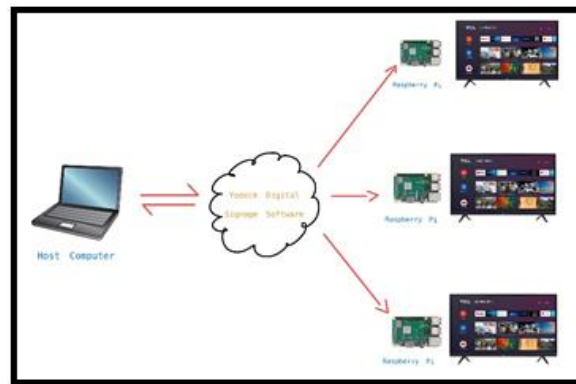 Raspberry Pi
Yodeck Digital
Signage Software
Raspberry Pi
Host Computer
Raspberry Pi